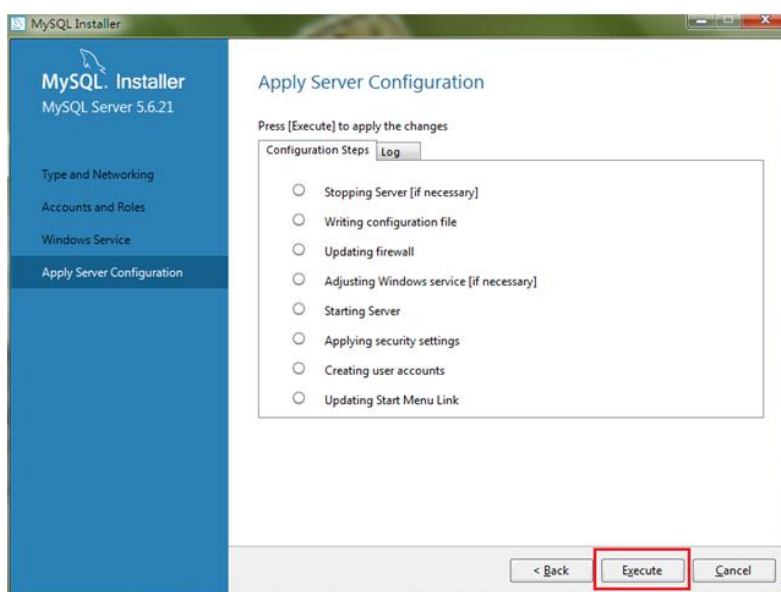 MySQL Installer
MySQL. Installer
MySQL Server 5.6.21
Type and Networking
Accounts and Roles
Windows Service
Apply Server Configuration
Apply Server Configuration
Press [Execute] to apply the changes
Configuration Steps Log
Stopping Server [if necessary]
Writing configuration file
Updating firewall
Adjusting Windows service [if necessary]
Starting Server
Applying security settings
Creating user accounts
Updating Start Menu Link
< Back Execute Cancel